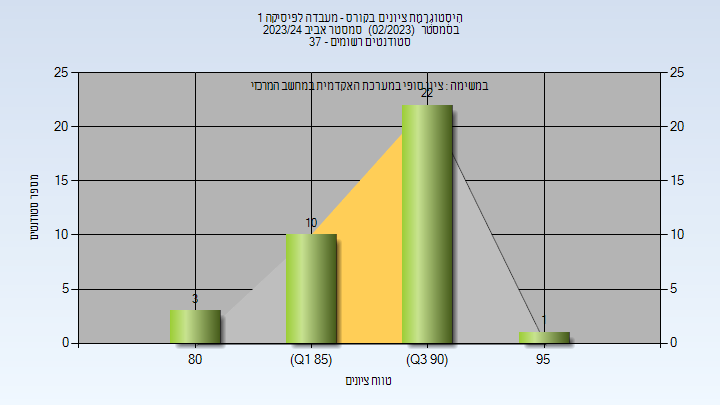 היסטוגרמת ציונים בקורס - מעבדה לפיסיקה 1
בסמסטר (02/2023) סמסטר אביב 2023/24
סטודנטים רשומים - 37
במשימה : ציון סופי במערכת האקדמית במחשב המרכזי
25
20
15
10
5
0
25
20
15
10
5
0
מספר סטודנטים
3
10
22
1
80
(Q1 85)
(Q3 90)
95
טווח ציונים